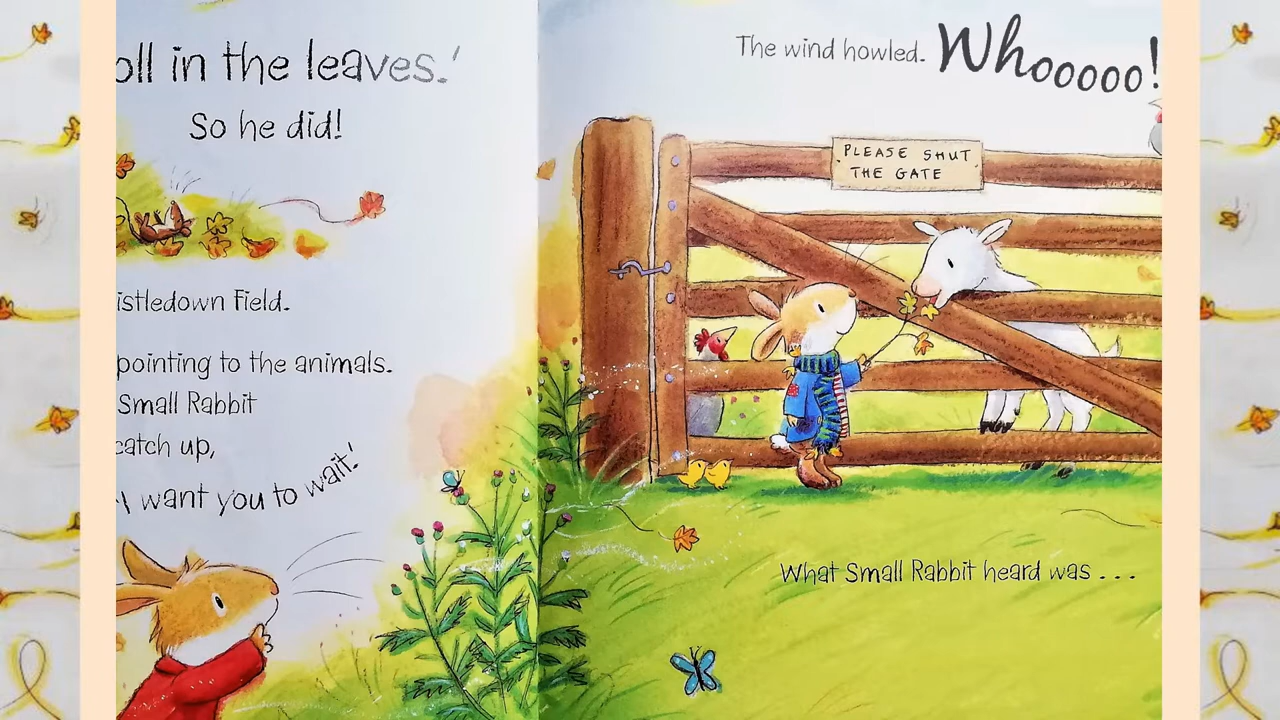 oll in the leaves.'
So he did!
istledown Field.
pointing to the animals.
Small Rabbit
catch up,
I want you to wait!'
The wind howled. Whooooo!
PLEASE SHUT
THE GATE
What Small Rabbit heard was . . .